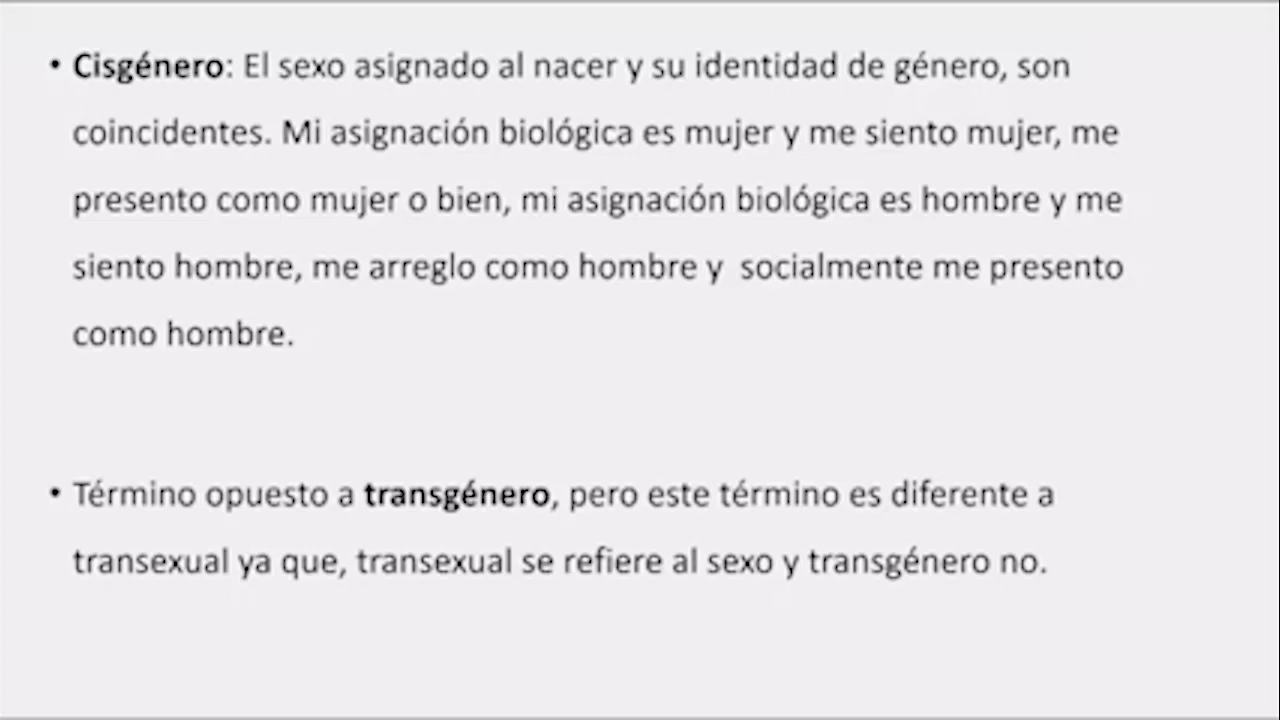 • Cisgénero: El sexo asignado al nacer y su identidad de género, son
coincidentes. Mi asignación biológica es mujer y me siento mujer, me
presento como mujer o bien, mi asignación biológica es hombre y me
siento hombre, me arreglo como hombre y  socialmente me presento
como hombre.
• Término opuesto a transgénero, pero este término es diferente a
transexual ya que, transexual se refiere al sexo y transgénero no.